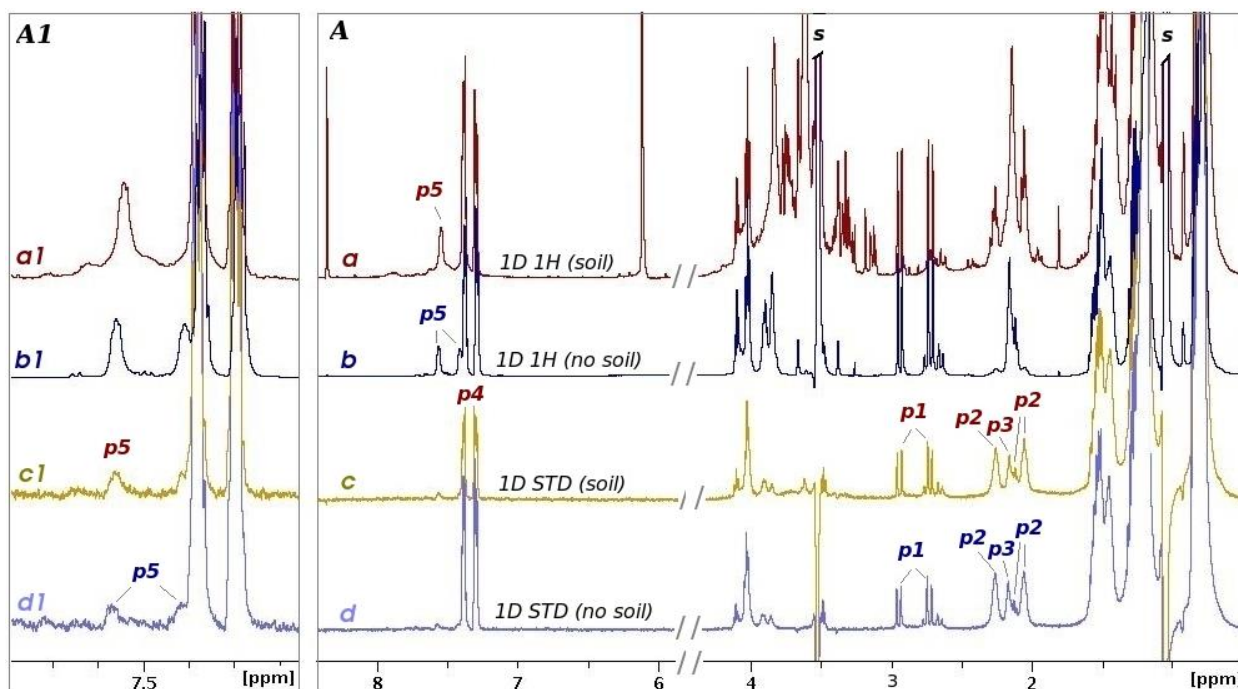 A1
A
s
s
a1
p5
a
1D 1H (soil)
b1
p5
b
1D 1H (no soil)
p4
c1
p5
c
1D STD (soil)
p1
p2
p3
p2
d1
p5
d
1D STD (no soil)
p1
p2
p3
p2
7.5
[ppm]
8
7
6
4
3
2
[ppm]